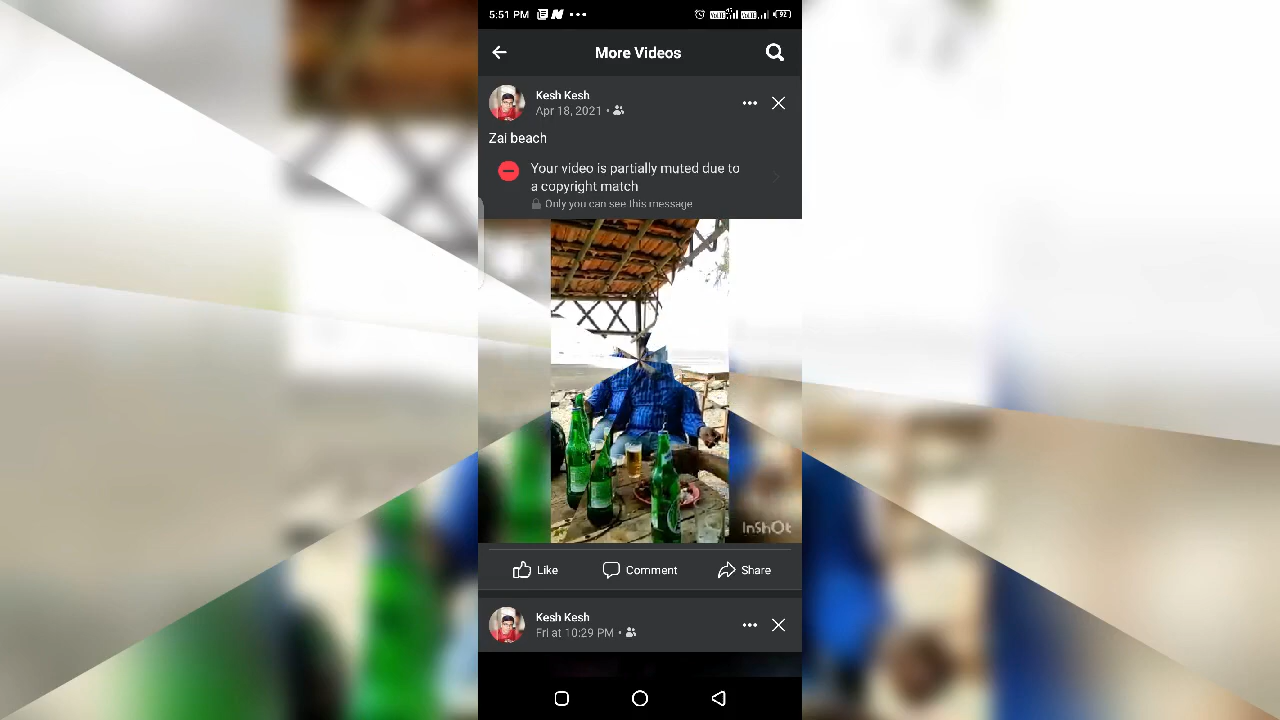 5:51 PM
92
More Videos
Kesh Kesh
Apr 18, 2021 •
Zai beach
Your video is partially muted due to
a copyright match
Only you can see this message
InShOt
Like Comment Share
Kesh Kesh
Fri at 10:29 PM •